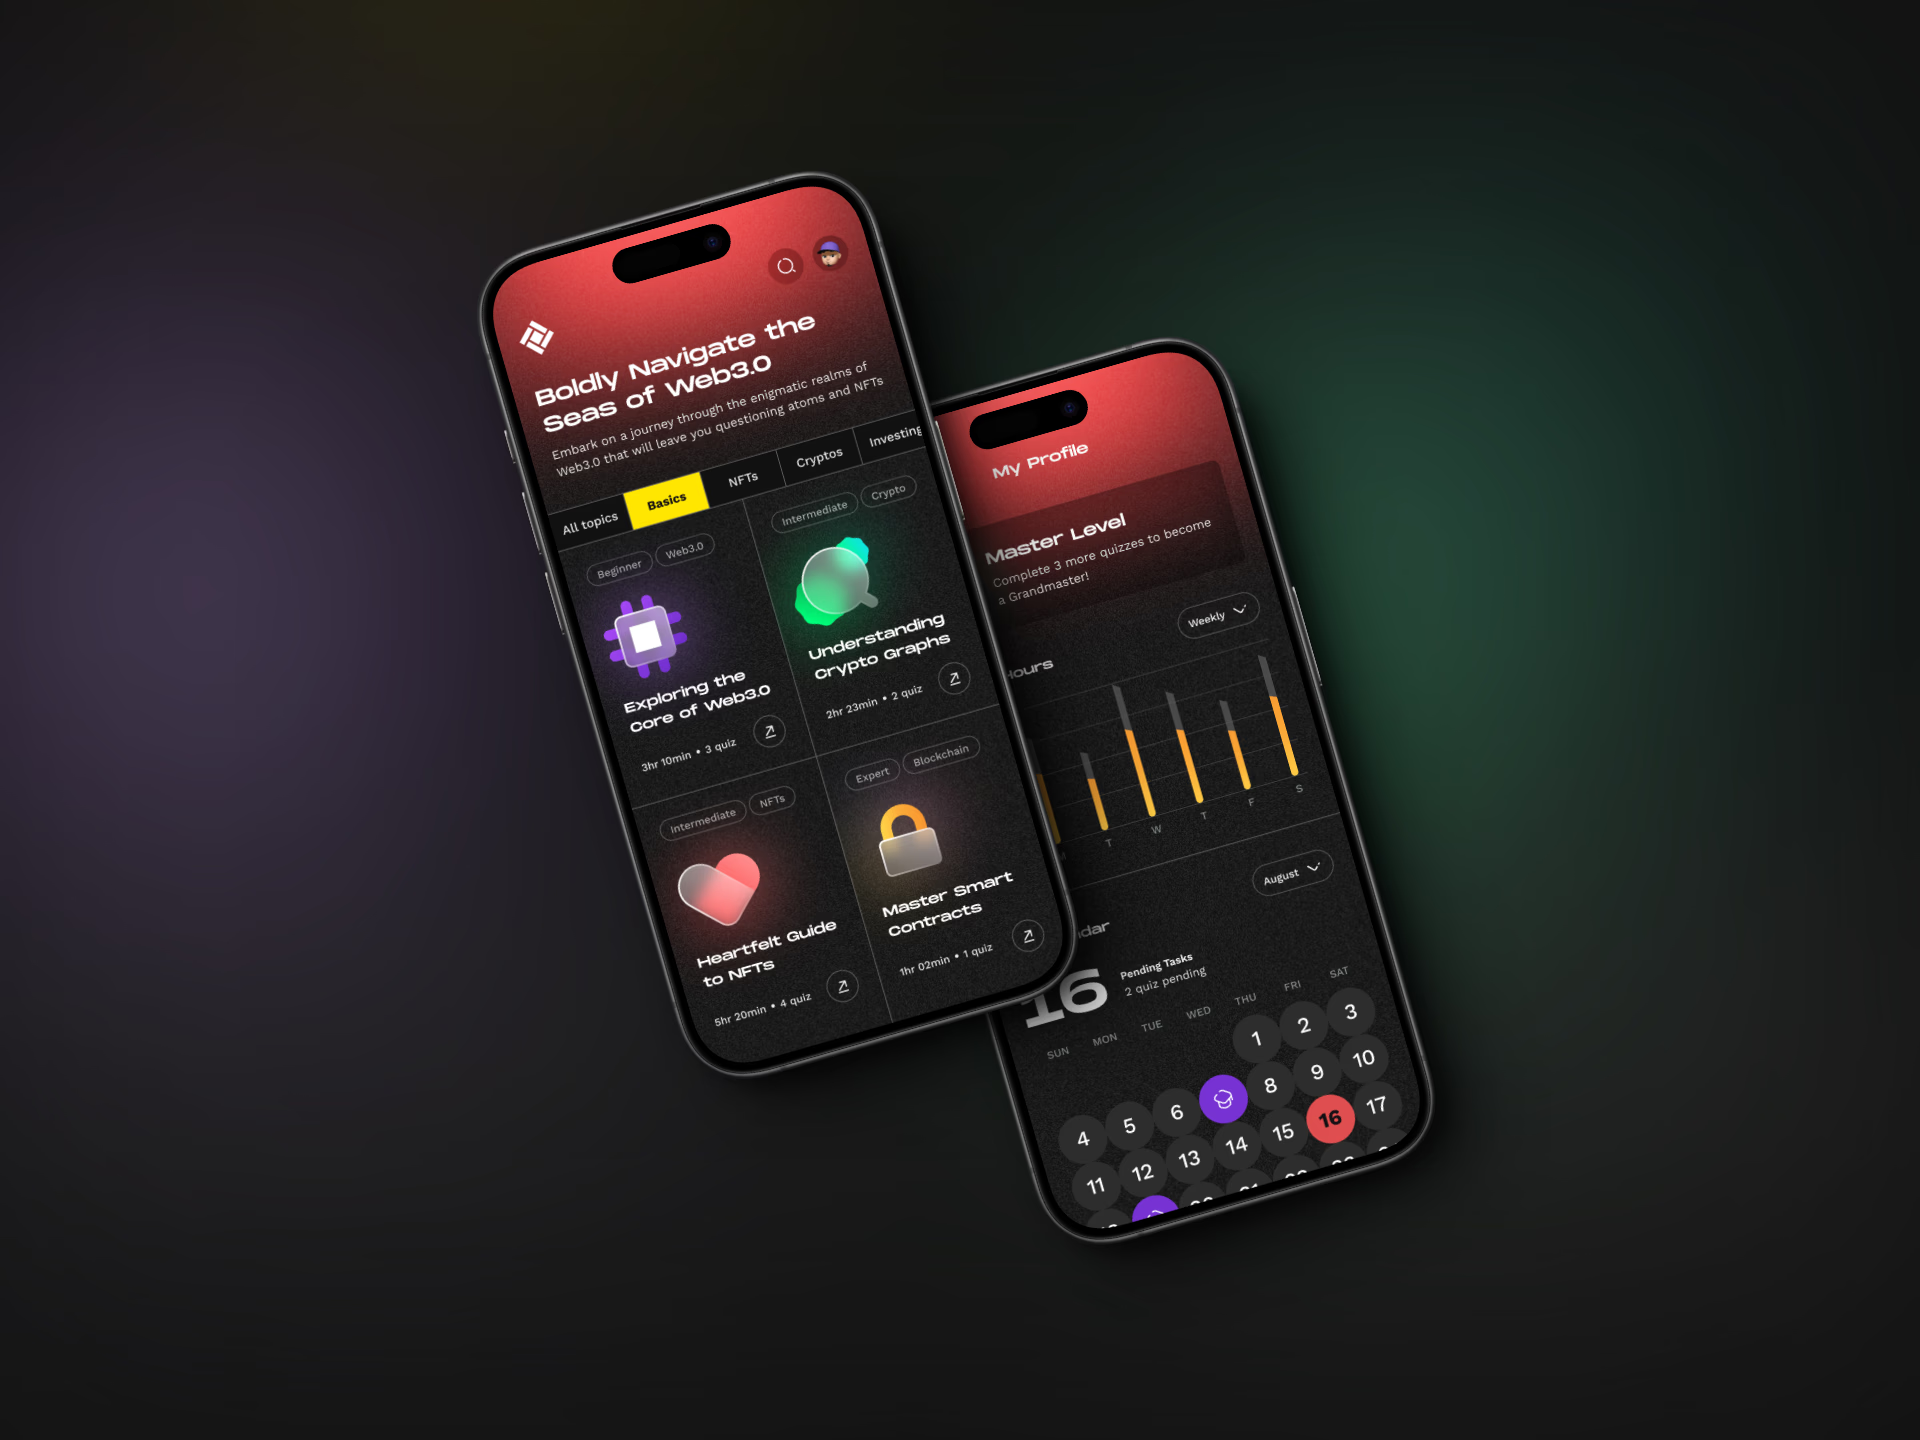 Boldly Navigate the
Seas of Web3.0
Embark on a journey through the enigmatic realms of
Web3.0 that will leave you questioning atoms and NFTs
All topics
Basics
NFTs
Cryptos
Investing
Beginner
Web3.0
Exploring the
Core of Web3.0
3hr 10min • 3 quiz
Intermediate
Crypto
Understanding
Crypto Graphs
2hr 23min • 2 quiz
Intermediate
NFTs
Heartfelt Guide
to NFTs
5hr 20min • 4 quiz
Expert
Blockchain
Master Smart
Contracts
1hr 02min • 1 quiz
My Profile
Master Level
Complete 3 more quizzes to become
a Grandmaster!
Weekly
Hours
T W T F S
August
dar
16
Pending Tasks
2 quiz pending
SUN MON TUE WED THU FRI SAT
1 2 3
4 5 6 8 9 10
11 12 13 14 15 16 17